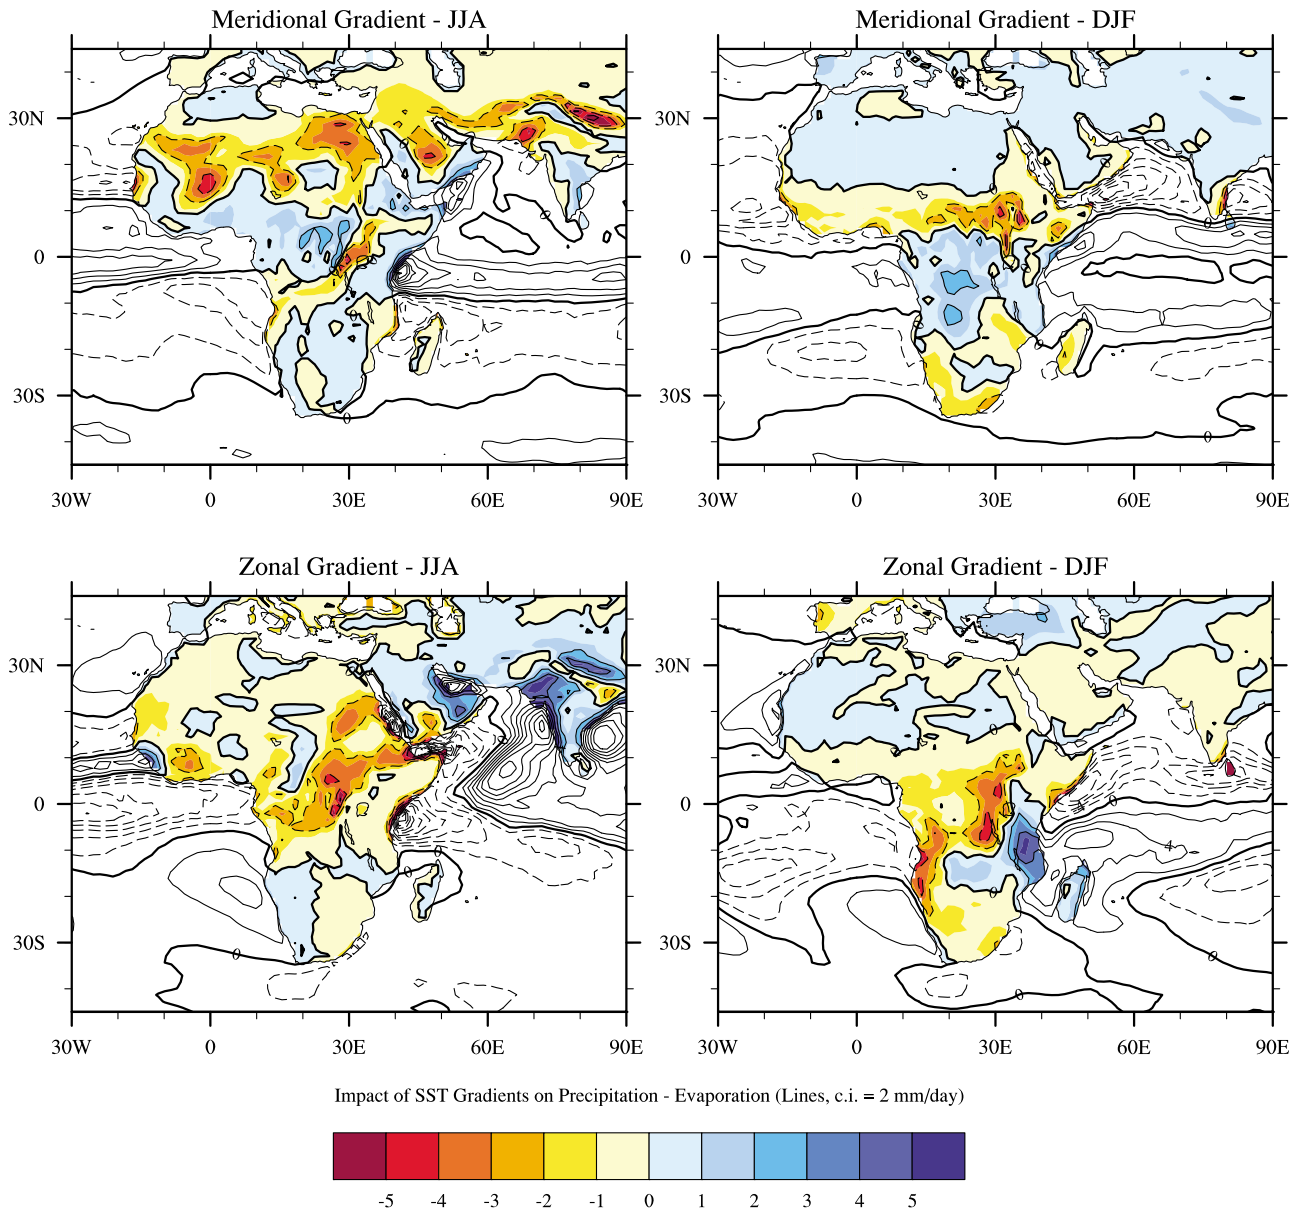 Meridional Gradient - JJA
Meridional Gradient - DJF
30N
0
30S
30W 0 30E 60E 90E
30N
0
30S
30W 0 30E 60E 90E
Zonal Gradient - JJA
Zonal Gradient - DJF
30N
0
30S
30W 0 30E 60E 90E
30N
0
30S
30W 0 30E 60E 90E
Impact of SST Gradients on Precipitation - Evaporation (Lines, c.i. = 2 mm/day)
-5 -4 -3 -2 -1 0 1 2 3 4 5